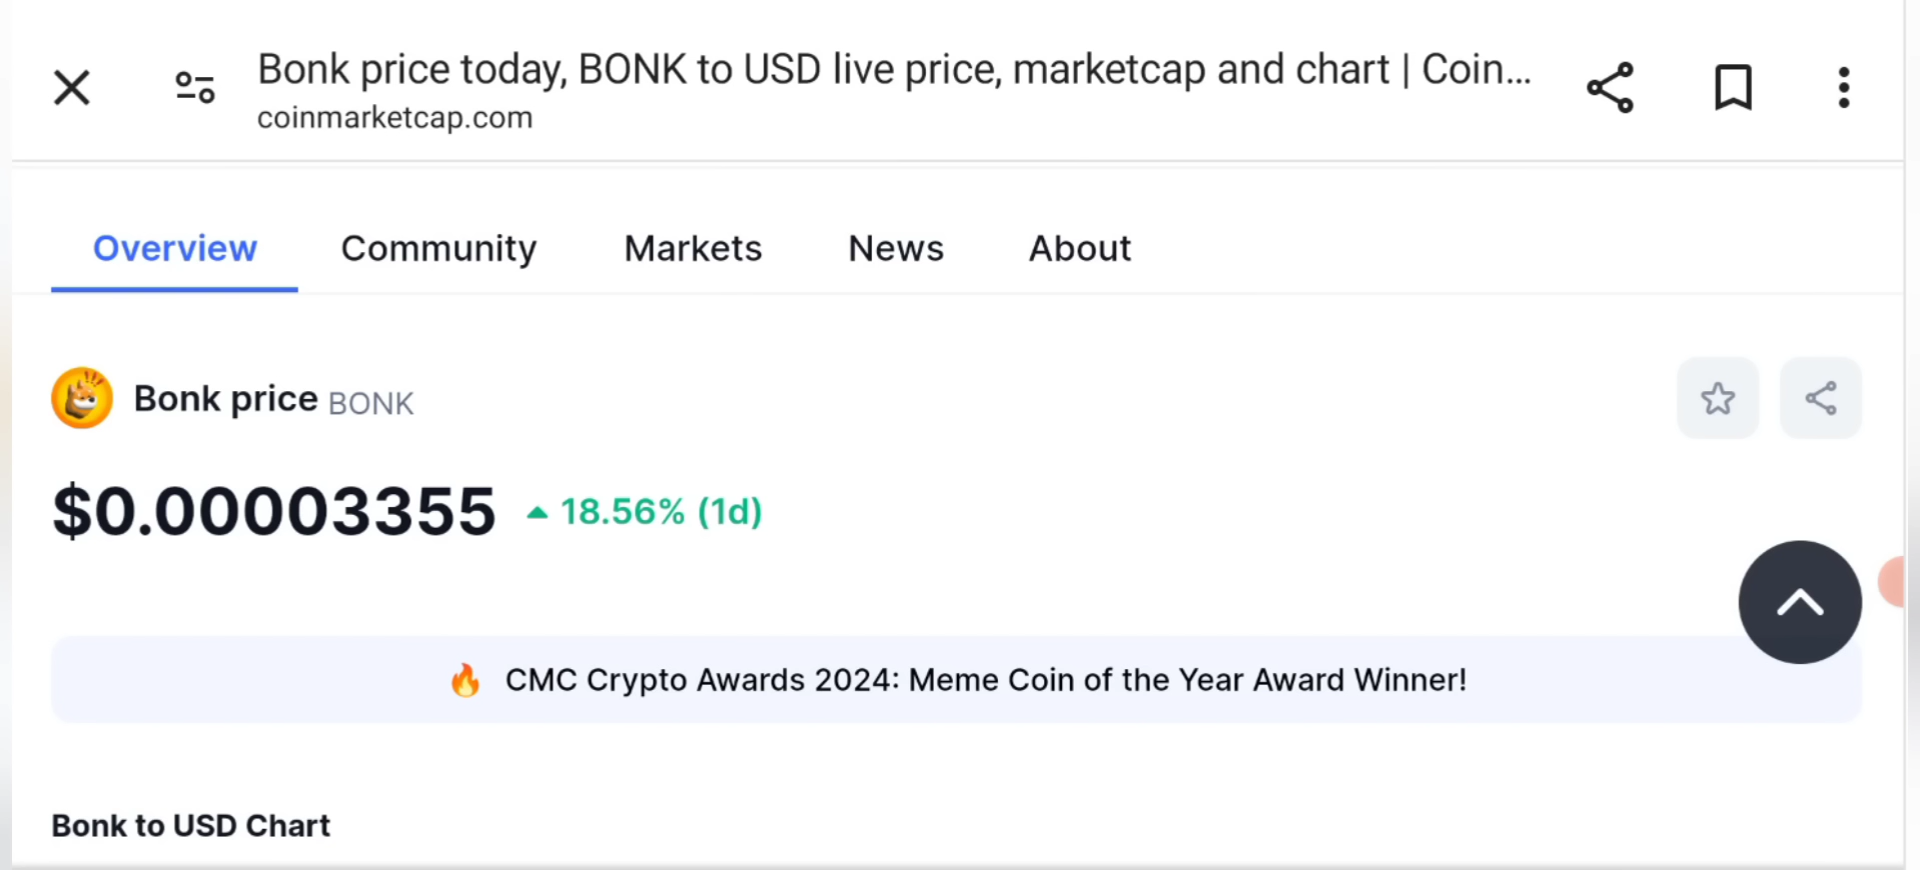 Bonk price today, BONK to USD live price, marketcap and chart | Coin...
coinmarketcap.com
Overview Community Markets News About
Bonk price BONK
$0.00003355 18.56% (1d)
🔥 CMC Crypto Awards 2024: Meme Coin of the Year Award Winner!
Bonk to USD Chart